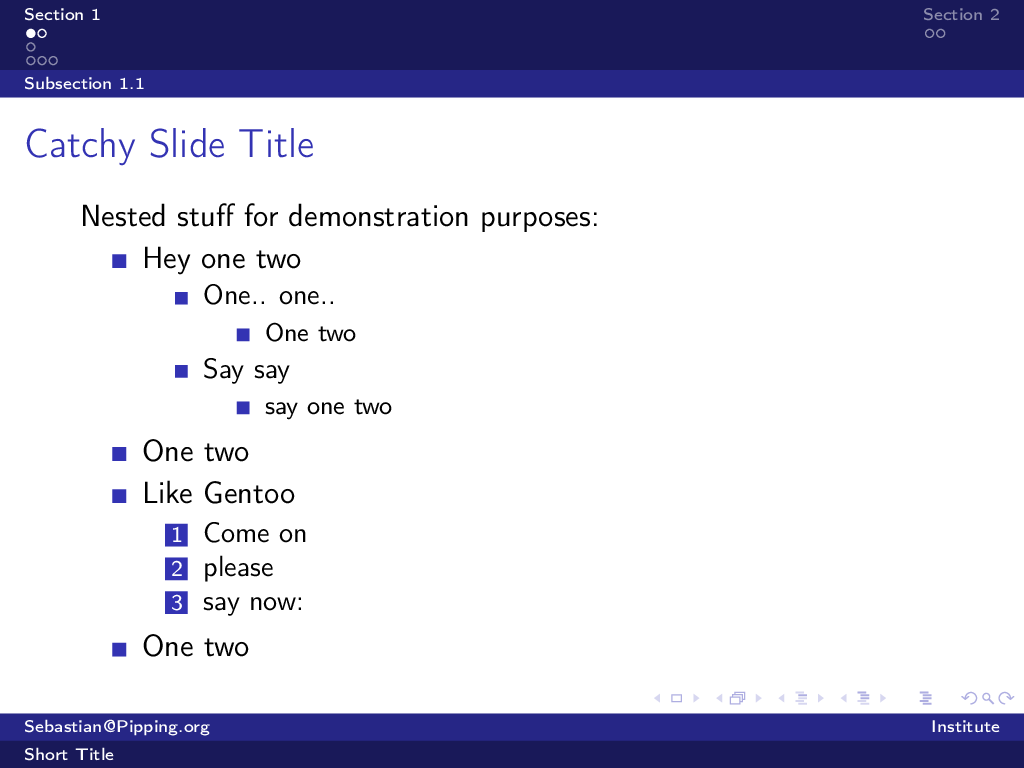 Section 1
Section 2
Subsection 1.1
Catchy Slide Title
Nested stuff for demonstration purposes:
Hey one two
One.. one..
One two
Say say
say one two
One two
Like Gentoo
1 Come on
2 please
3 say now:
One two
Sebastian@Pipping.org
Institute
Short Title